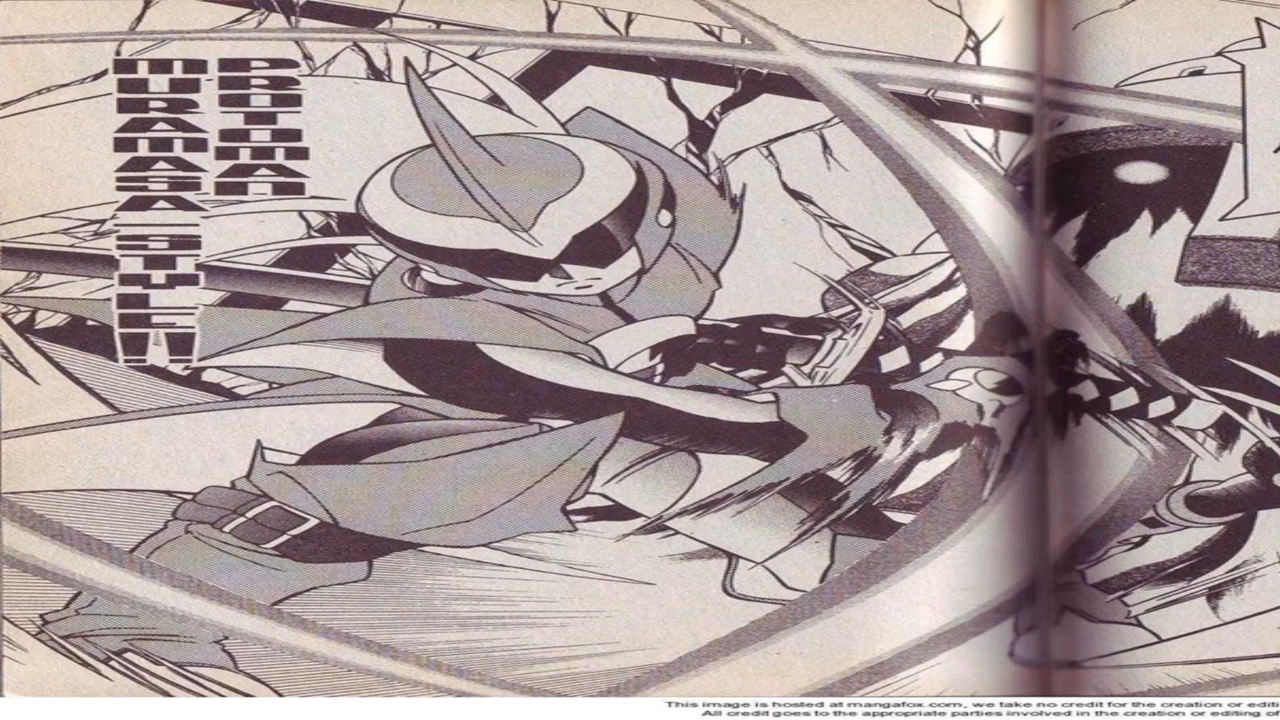 PROTOMAN
MURAMASA STYLE!!
This image is hosted at mangafox.com, we take no credit for the creation or editi
All credit goes to the appropriate parties involved in the creation or editing of